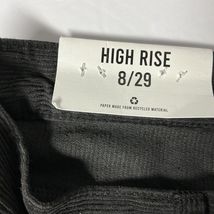 HIGH RISE
8/29
PAPER MADE FROM RECYCLED MATERIAL